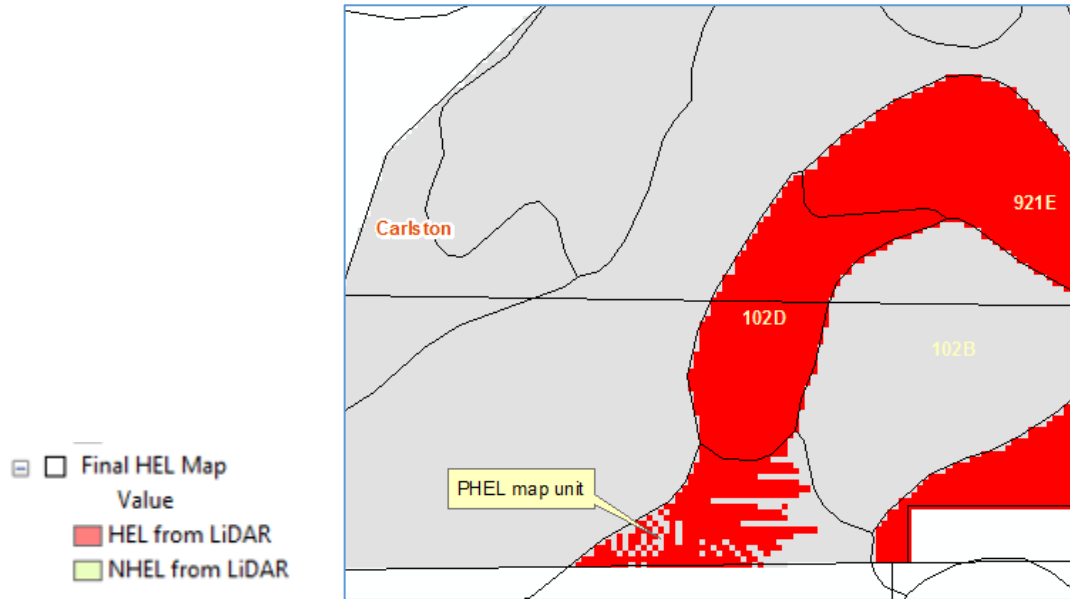 Carlston
921E
102D
102B
PHEL map unit
Final HEL Map
Value
HEL from LiDAR
NHEL from LiDAR